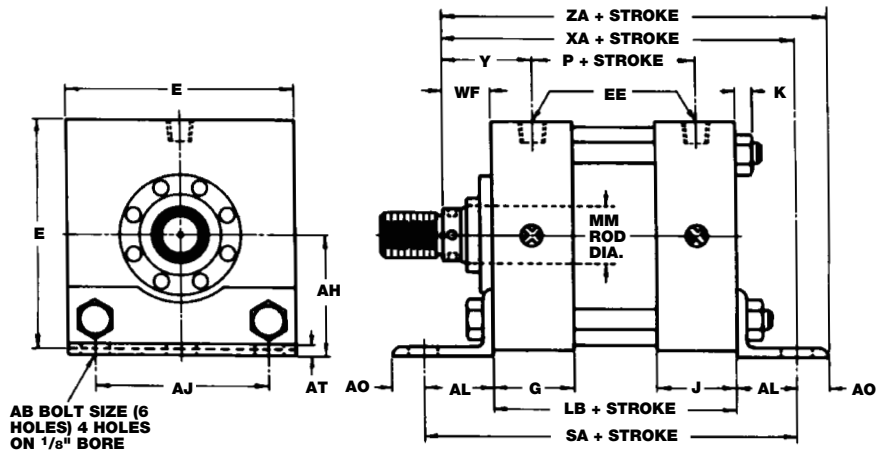 ZA + STROKE
XA + STROKE
E
Y
P + STROKE
WF
EE
K
E
MM
ROD
DIA.
AH
AJ
AT
AO
AL
G
J
AL
AO
LB + STROKE
SA + STROKE
AB BOLT SIZE (6
HOLES) 4 HOLES
ON 1/8" BORE